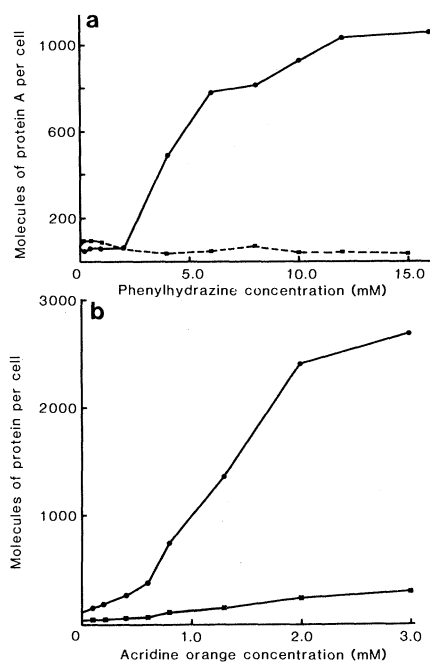 a
Molecules of protein A per cell
1000
600
200
0
5.0
10.0
15.0
Phenylhydrazine concentration (mM)
b
Molecules of protein per cell
3000
2000
1000
0
1.0
2.0
3.0
Acridine orange concentration (mM)